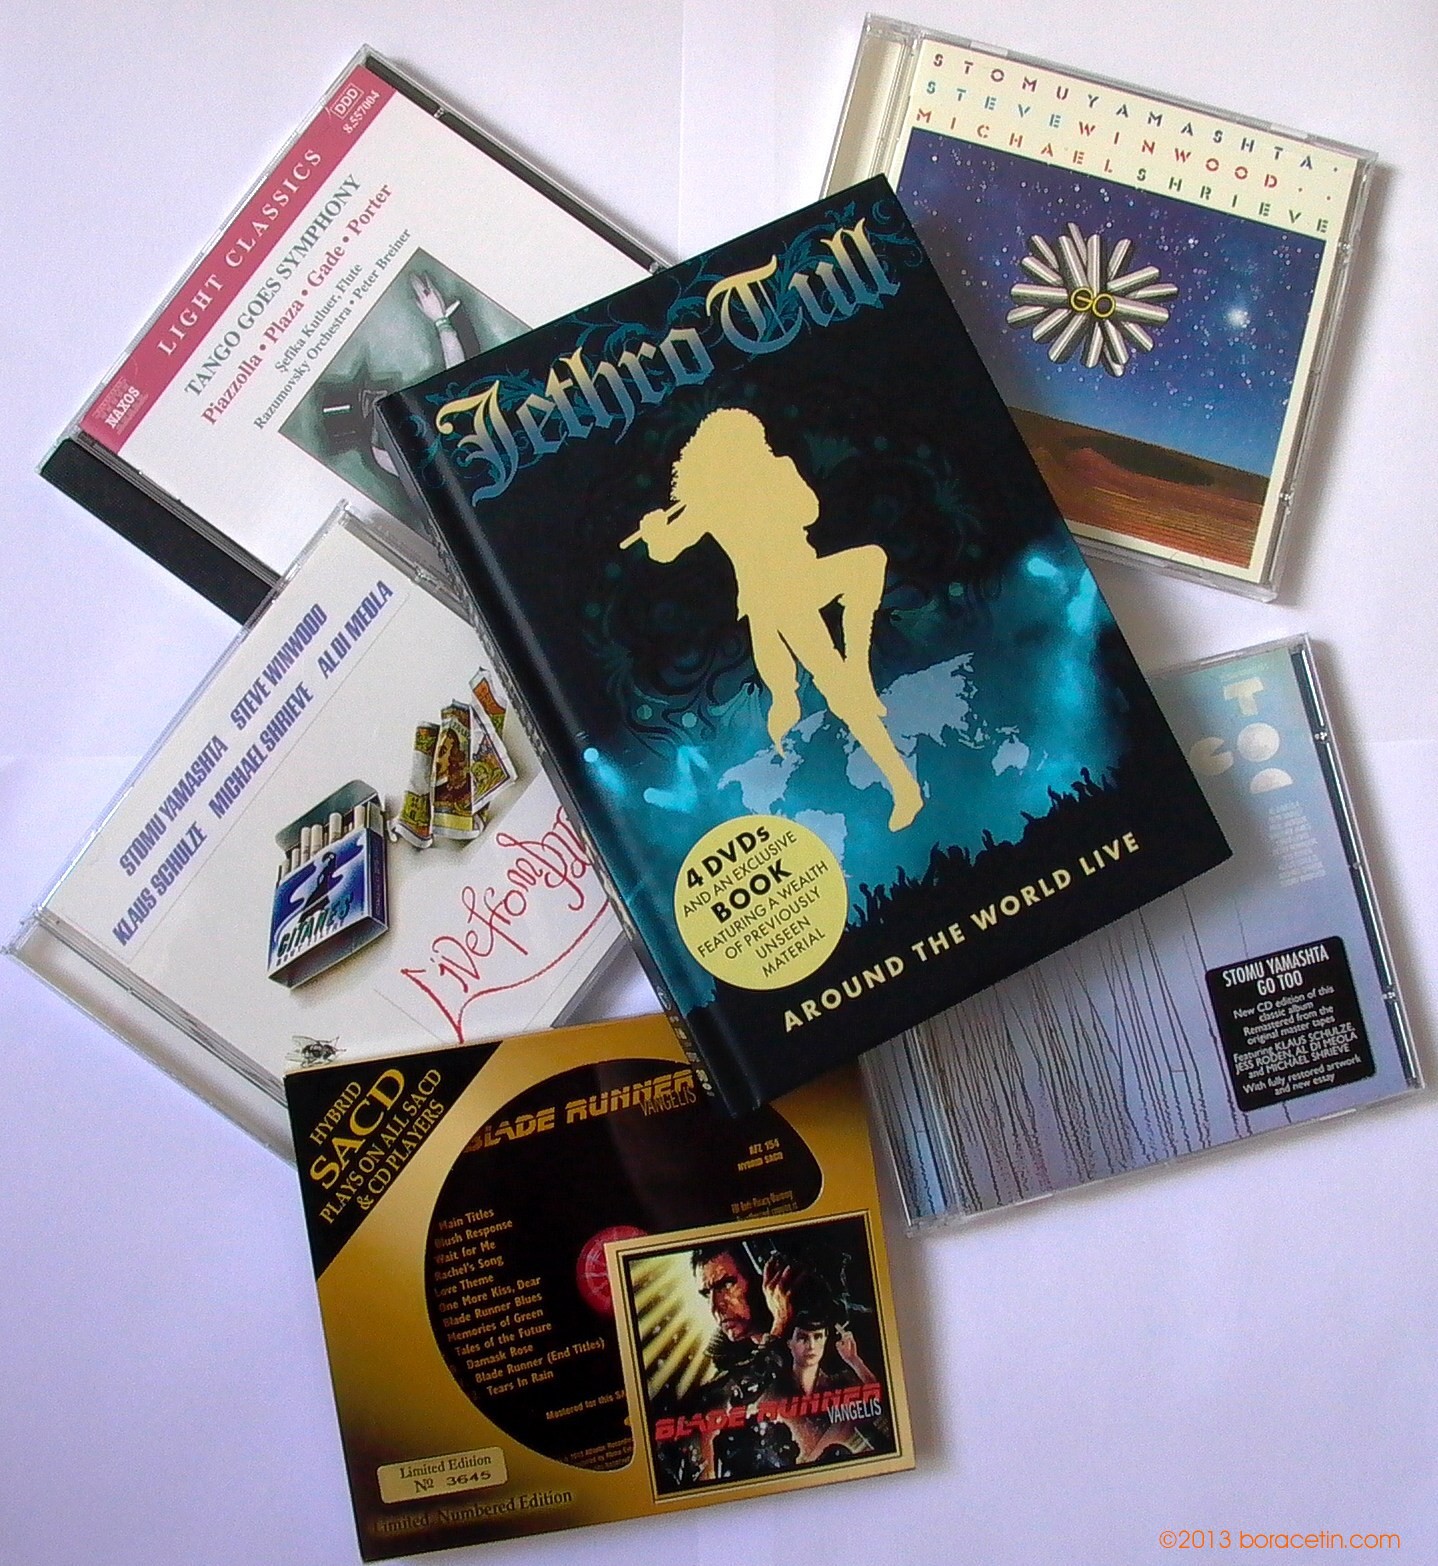 DDD
8.557004
LIGHT CLASSICS
TANGO GOES SYMPHONY
Piazzolla • Plaza • Gade • Porter
Şefika Kutluer, Flute
Razumovsky Orchestra • Peter Breiner
NAXOS
STOMU YAMASHTA ·
STEVE WINWOOD ·
MICHAEL SHRIEVE
GO
Jethro Tull
4 DVDs
AND AN EXCLUSIVE
BOOK
FEATURING A WEALTH
OF PREVIOUSLY
UNSEEN
MATERIAL
AROUND THE WORLD LIVE
STOMU YAMASHTA STEVE WINWOOD
KLAUS SCHULZE MICHAEL SHRIEVE AL DI MEOLA
GITANES
Live from
GO
TOO
STOMU YAMASHTA
GO TOO
New CD edition of this
classic album
Remastered from the
original master tapes
Featuring KLAUS SCHULZE,
JESS RODEN, AL DI MEOLA
and MICHAEL SHRIEVE
With fully restored artwork
and new essay
HYBRID
SACD
PLAYS ON ALL SACD
& CD PLAYERS
BLADE RUNNER
VANGELIS
AFZ 154
HYBRID SACD
Main Titles
Blush Response
Wait for Me
Rachel's Song
Love Theme
One More Kiss, Dear
Blade Runner Blues
Memories of Green
Tales of the Future
Damask Rose
Blade Runner (End Titles)
Tears In Rain
Mastered for this
BLADE RUNNER
VANGELIS
Limited Edition
№ 3645
Limited Numbered Edition
©2013 boracetin.com